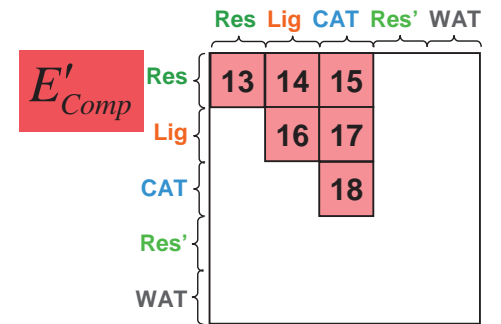 Res Lig CAT Res' WAT
E'Comp
Res 13 14 15
Lig 16 17
CAT 18
Res'
WAT